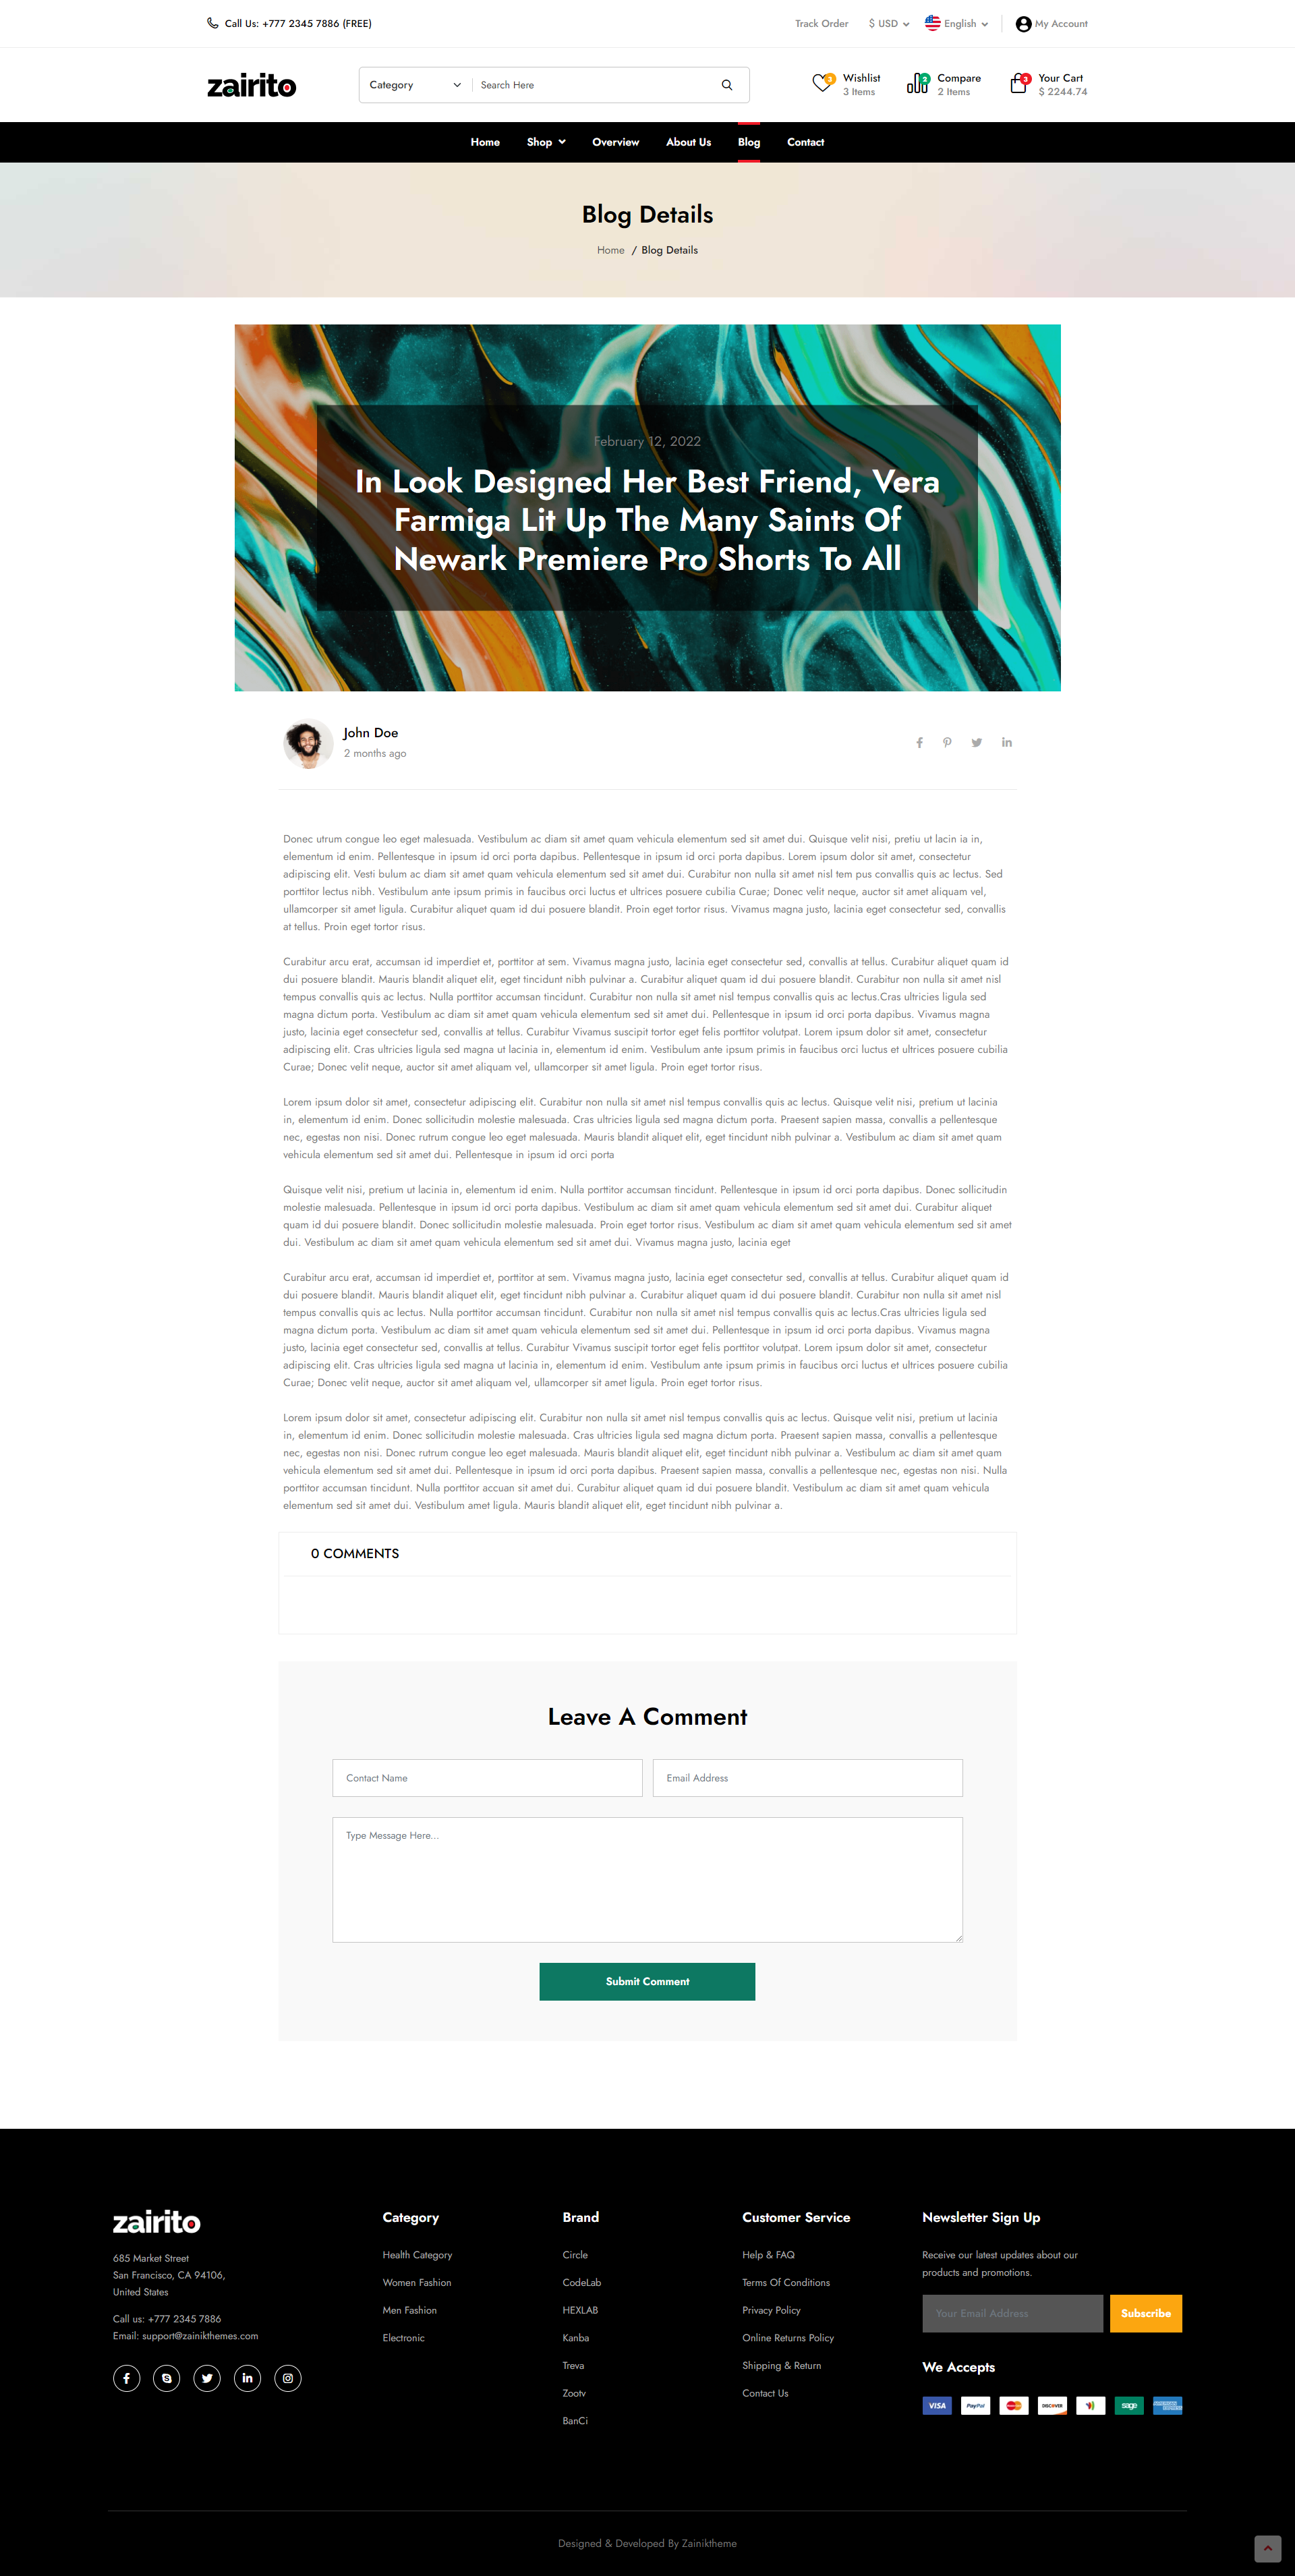 Call Us: +777 2345 7886 (FREE)
Track Order
$ USD
English
My Account
zairito
Category
Search Here
3
Wishlist
3 Items
2
Compare
2 Items
3
Your Cart
$ 2244.74
Home
Shop
Overview
About Us
Blog
Contact
Blog Details
Home / Blog Details
February 12, 2022
In Look Designed Her Best Friend, Vera
Farmiga Lit Up The Many Saints Of
Newark Premiere Pro Shorts To All
John Doe
2 months ago
Donec utrum congue leo eget malesuada. Vestibulum ac diam sit amet quam vehicula elementum sed sit amet dui. Quisque velit nisi, pretiu ut lacin ia in,
elementum id enim. Pellentesque in ipsum id orci porta dapibus. Pellentesque in ipsum id orci porta dapibus. Lorem ipsum dolor sit amet, consectetur
adipiscing elit. Vesti bulum ac diam sit amet quam vehicula elementum sed sit amet dui. Curabitur non nulla sit amet nisl tem pus convallis quis ac lectus. Sed
porttitor lectus nibh. Vestibulum ante ipsum primis in faucibus orci luctus et ultrices posuere cubilia Curae; Donec velit neque, auctor sit amet aliquam vel,
ullamcorper sit amet ligula. Curabitur aliquet quam id dui posuere blandit. Proin eget tortor risus. Vivamus magna justo, lacinia eget consectetur sed, convallis
at tellus. Proin eget tortor risus.
Curabitur arcu erat, accumsan id imperdiet et, porttitor at sem. Vivamus magna justo, lacinia eget consectetur sed, convallis at tellus. Curabitur aliquet quam id
dui posuere blandit. Mauris blandit aliquet elit, eget tincidunt nibh pulvinar a. Curabitur aliquet quam id dui posuere blandit. Curabitur non nulla sit amet nisl
tempus convallis quis ac lectus. Nulla porttitor accumsan tincidunt. Curabitur non nulla sit amet nisl tempus convallis quis ac lectus.Cras ultricies ligula sed
magna dictum porta. Vestibulum ac diam sit amet quam vehicula elementum sed sit amet dui. Pellentesque in ipsum id orci porta dapibus. Vivamus magna
justo, lacinia eget consectetur sed, convallis at tellus. Curabitur Vivamus suscipit tortor eget felis porttitor volutpat. Lorem ipsum dolor sit amet, consectetur
adipiscing elit. Cras ultricies ligula sed magna ut lacinia in, elementum id enim. Vestibulum ante ipsum primis in faucibus orci luctus et ultrices posuere cubilia
Curae; Donec velit neque, auctor sit amet aliquam vel, ullamcorper sit amet ligula. Proin eget tortor risus.
Lorem ipsum dolor sit amet, consectetur adipiscing elit. Curabitur non nulla sit amet nisl tempus convallis quis ac lectus. Quisque velit nisi, pretium ut lacinia
in, elementum id enim. Donec sollicitudin molestie malesuada. Cras ultricies ligula sed magna dictum porta. Praesent sapien massa, convallis a pellentesque
nec, egestas non nisi. Donec rutrum congue leo eget malesuada. Mauris blandit aliquet elit, eget tincidunt nibh pulvinar a. Vestibulum ac diam sit amet quam
vehicula elementum sed sit amet dui. Pellentesque in ipsum id orci porta
Quisque velit nisi, pretium ut lacinia in, elementum id enim. Nulla porttitor accumsan tincidunt. Pellentesque in ipsum id orci porta dapibus. Donec sollicitudin
molestie malesuada. Pellentesque in ipsum id orci porta dapibus. Vestibulum ac diam sit amet quam vehicula elementum sed sit amet dui. Curabitur aliquet
quam id dui posuere blandit. Donec sollicitudin molestie malesuada. Proin eget tortor risus. Vestibulum ac diam sit amet quam vehicula elementum sed sit amet
dui. Vestibulum ac diam sit amet quam vehicula elementum sed sit amet dui. Vivamus magna justo, lacinia eget
Curabitur arcu erat, accumsan id imperdiet et, porttitor at sem. Vivamus magna justo, lacinia eget consectetur sed, convallis at tellus. Curabitur aliquet quam id
dui posuere blandit. Mauris blandit aliquet elit, eget tincidunt nibh pulvinar a. Curabitur aliquet quam id dui posuere blandit. Curabitur non nulla sit amet nisl
tempus convallis quis ac lectus. Nulla porttitor accumsan tincidunt. Curabitur non nulla sit amet nisl tempus convallis quis ac lectus.Cras ultricies ligula sed
magna dictum porta. Vestibulum ac diam sit amet quam vehicula elementum sed sit amet dui. Pellentesque in ipsum id orci porta dapibus. Vivamus magna
justo, lacinia eget consectetur sed, convallis at tellus. Curabitur Vivamus suscipit tortor eget felis porttitor volutpat. Lorem ipsum dolor sit amet, consectetur
adipiscing elit. Cras ultricies ligula sed magna ut lacinia in, elementum id enim. Vestibulum ante ipsum primis in faucibus orci luctus et ultrices posuere cubilia
Curae; Donec velit neque, auctor sit amet aliquam vel, ullamcorper sit amet ligula. Proin eget tortor risus.
Lorem ipsum dolor sit amet, consectetur adipiscing elit. Curabitur non nulla sit amet nisl tempus convallis quis ac lectus. Quisque velit nisi, pretium ut lacinia
in, elementum id enim. Donec sollicitudin molestie malesuada. Cras ultricies ligula sed magna dictum porta. Praesent sapien massa, convallis a pellentesque
nec, egestas non nisi. Donec rutrum congue leo eget malesuada. Mauris blandit aliquet elit, eget tincidunt nibh pulvinar a. Vestibulum ac diam sit amet quam
vehicula elementum sed sit amet dui. Pellentesque in ipsum id orci porta dapibus. Praesent sapien massa, convallis a pellentesque nec, egestas non nisi. Nulla
porttitor accumsan tincidunt. Nulla porttitor accuan sit amet dui. Curabitur aliquet quam id dui posuere blandit. Vestibulum ac diam sit amet quam vehicula
elementum sed sit amet dui. Vestibulum amet ligula. Mauris blandit aliquet elit, eget tincidunt nibh pulvinar a.
0 COMMENTS
Leave A Comment
Contact Name
Email Address
Type Message Here...
Submit Comment
zairito
685 Market Street
San Francisco, CA 94106,
United States
Call us: +777 2345 7886
Email: support@zainikthemes.com
Category
Health Category
Women Fashion
Men Fashion
Electronic
Brand
Circle
CodeLab
HEXLAB
Kanba
Treva
Zootv
BanCi
Customer Service
Help & FAQ
Terms Of Conditions
Privacy Policy
Online Returns Policy
Shipping & Return
Contact Us
Newsletter Sign Up
Receive our latest updates about our
products and promotions.
Your Email Address
Subscribe
We Accepts
VISA
PayPal
DISCOVER
sage
Designed & Developed By Zainiktheme